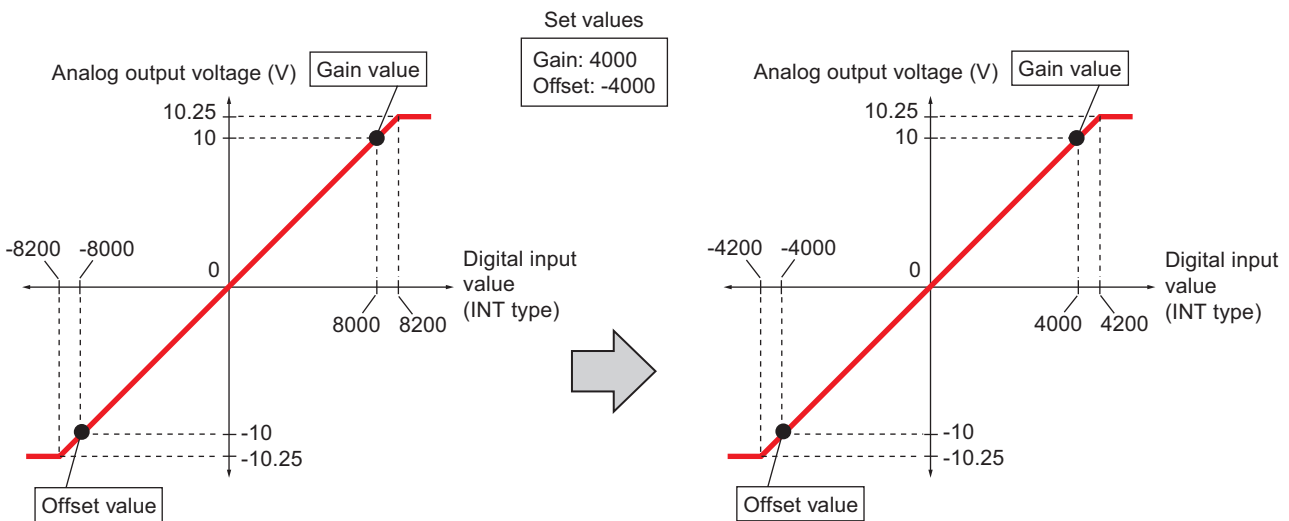 Set values
Gain: 4000
Offset: -4000
Analog output voltage (V)
Gain value
10.25
10
-8200
-8000
0
Digital input
value
(INT type)
8000
8200
-10
-10.25
Offset value
Analog output voltage (V)
Gain value
10.25
10
-4200
-4000
0
Digital input
value
(INT type)
4000
4200
-10
-10.25
Offset value